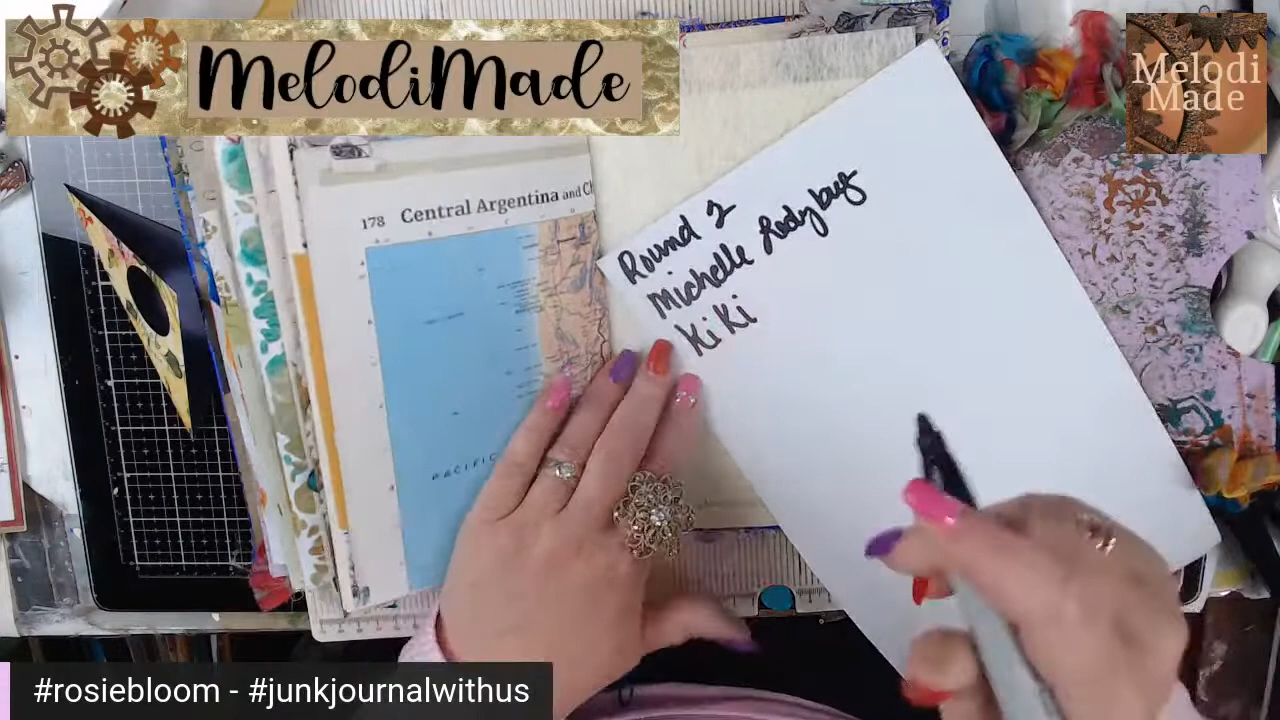 MelodiMade
Melodi
Made
178 Central Argentina and Ch
PACIFIC
Round 2
Michelle Ladybug
KiKi
#rosiebloom - #junkjournalwithus